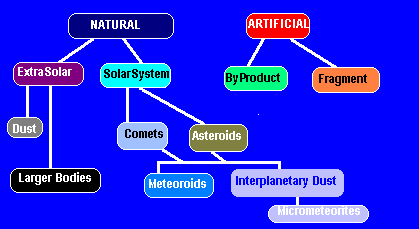 NATURAL
ARTIFICIAL
ExtraSolar
SolarSystem
ByProduct
Fragment
Dust
Comets
Asteroids
Larger Bodies
Meteoroids
Interplanetary Dust
Micrometeorites